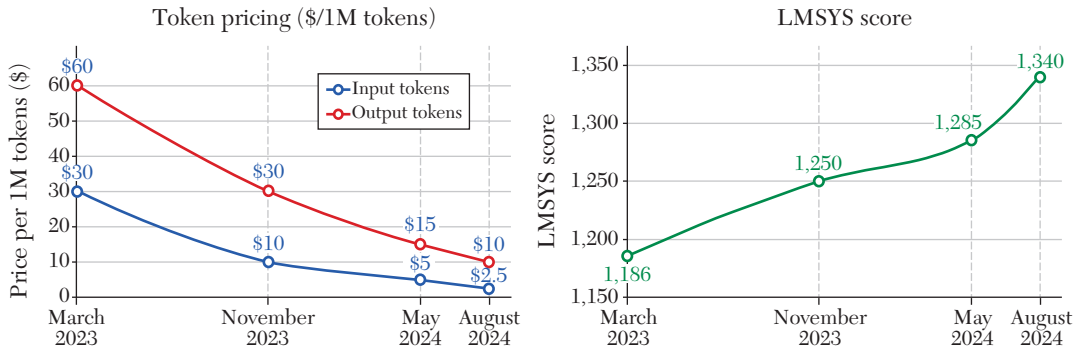 Token pricing ($/1M tokens)
Price per 1M tokens ($)
60
50
40
30
20
10
0
$60
$30
$15
$10
$30
$10
$5
$2.5
Input tokens
Output tokens
March
2023
November
2023
May
2024
August
2024
LMSYS score
LMSYS score
1,350
1,300
1,250
1,200
1,150
1,186
1,250
1,285
1,340
March
2023
November
2023
May
2024
August
2024